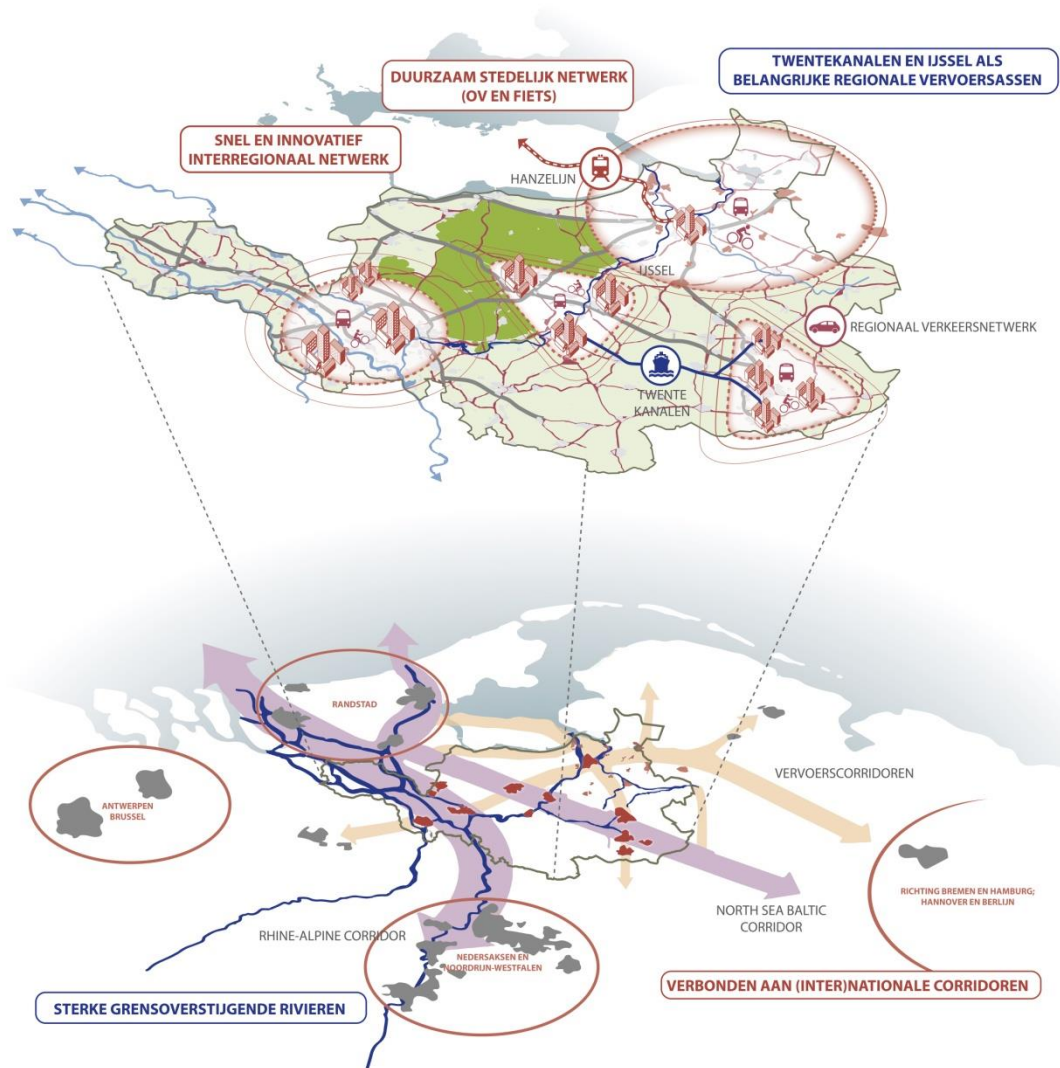 DUURZAAM STEDELIJK NETWERK
(OV EN FIETS)
TWENTEKANALEN EN IJSSEL ALS
BELANGRIJKE REGIONALE VERVOERSASSEN
SNEL EN INNOVATIEF
INTERREGIONAAL NETWERK
HANZELIJN
IJSSEL
REGIONAAL VERKEERSNETWERK
TWENTE
KANALEN
RANDSTAD
ANTWERPEN
BRUSSEL
VERVOERSCORRIDOREN
RICHTING BREMEN EN HAMBURG;
HANNOVER EN BERLIJN
NORTH SEA BALTIC
CORRIDOR
RHINE-ALPINE CORRIDOR
NEDERSAKSEN EN
NOORDRIJN-WESTFALEN
VERBONDEN AAN (INTER)NATIONALE CORRIDOREN
STERKE GRENSOVERSTIJGENDE RIVIEREN